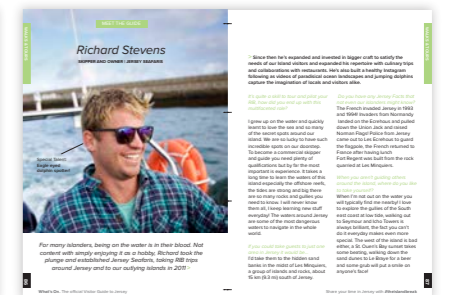 MEET THE GUIDE
Richard Stevens
SKIPPER AND OWNER | JERSEY SEAFARIS
Special Talent:
Eagle eyed
dolphin spotter!
For many islanders, being on the water is in their blood. Not
content with simply enjoying it as a hobby, Richard took the
plunge and established Jersey Seafaris, taking RIB trips
around Jersey and to our outlying islands in 2011 >
What's On. The official Visitor Guide to Jersey
> Since then he's expanded and invested in bigger craft to satisfy the
needs of our island visitors and expanded his repertoire with culinary trips
and collaborations with restaurants. He's also built a healthy Instagram
following as videos of paradisical ocean landscapes and jumping dolphins
capture the imagination of locals and visitors alike.
I grew up on the water and quickly
learnt to love the sea and so many
of the secret spots around our
island. We are so lucky to have such
incredible spots on our doorstep.
To become a commercial skipper
and guide you need plenty of
qualifications but by far the most
important is experience. It takes a
long time to learn the waters of this
island especially the offshore reefs,
the tides are strong and big there
are so many rocks and gullies you
need to know. I will never know
them all, I keep learning new stuff
everyday! The waters around Jersey
are some of the most dangerous
waters to navigate in the whole
world.
I'd take them to the hidden sand
banks in the midst of Les Minquiers,
a group of islands and rocks, about
15 km (9.3 mi) south of Jersey.
The French invaded Jersey in 1993
and 1994! Invaders from Normandy
landed on the Ecrehous and pulled
down the Union Jack and raised
Norman Flags! Police from Jersey
came out to Les Ecrehous to guard
the flagpole, the French returned to
France after having lunch
Fort Regent was built from the rock
quarried at Les Minquiers.
When I'm not out on the water you
will typically find me nearby! I love
to explore the gullies of the South
east coast at low tide, walking out
to Seymour and Icho Towers is
always brilliant, the fact you can't
do it everyday makes even more
special. The west of the island is bad
either, a St. Ouen's Bay sunset takes
some beating, walking down the
sand dunes to Le Braye for a beer
and some grub will put a smile on
anyone's face!
Share your time in Jersey with #theislandbreak